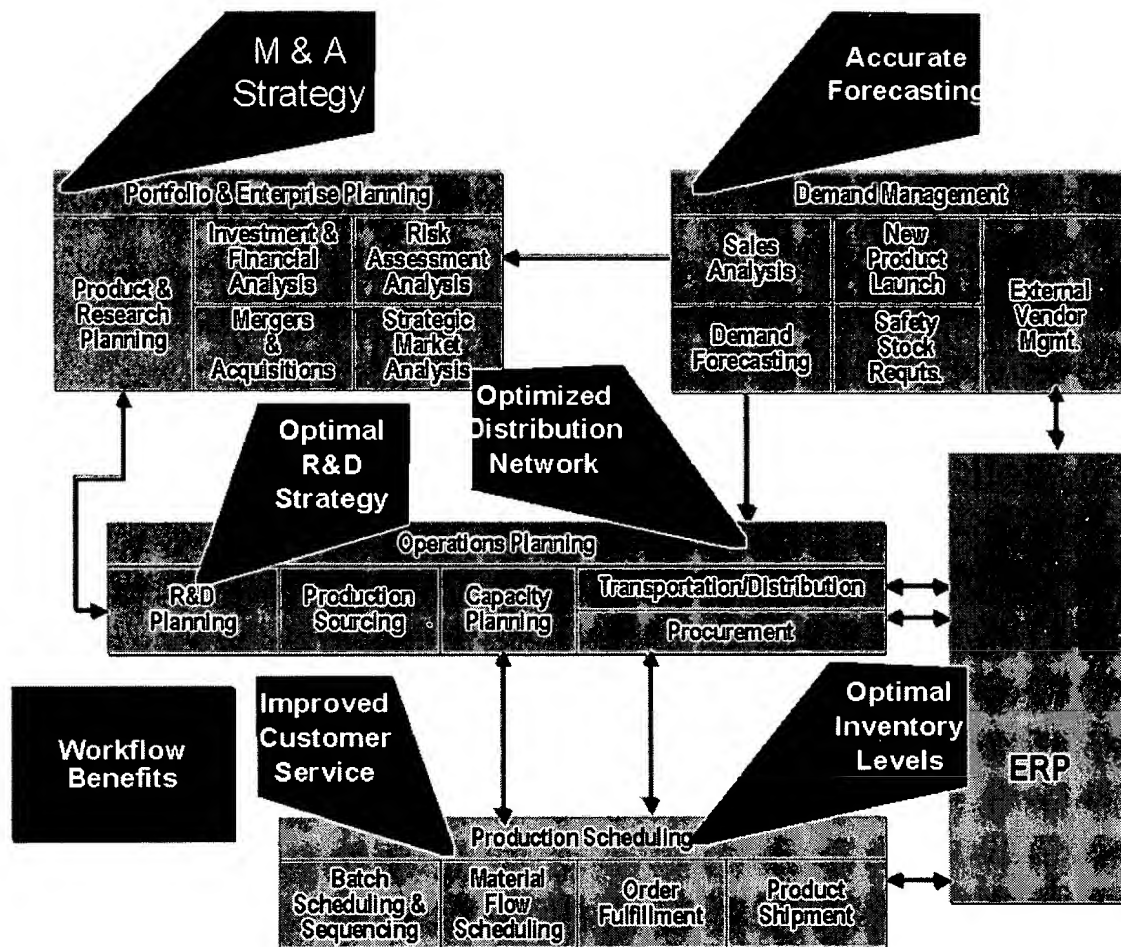 M & A
Strategy
Accurate
Forecasting
Portfolio & Enterprise Planning
Product &
Research
Planning
Investment &
Financial
Analysis
Risk
Assessment
Analysis
Mergers
&
Acquisitions
Strategic
Market
Analysis
Demand Management
Sales
Analysis
New
Product
Launch
External
Vendor
Mgmt.
Demand
Forecasting
Safety
Stock
Requts.
Optimal
R&D
Strategy
Optimized
Distribution
Network
Operations Planning
R&D
Planning
Production
Sourcing
Capacity
Planning
Transportation/Distribution
Procurement
Workflow
Benefits
Improved
Customer
Service
Optimal
Inventory
Levels
ERP
Production Scheduling
Batch
Scheduling &
Sequencing
Material
Flow
Scheduling
Order
Fulfillment
Product
Shipment